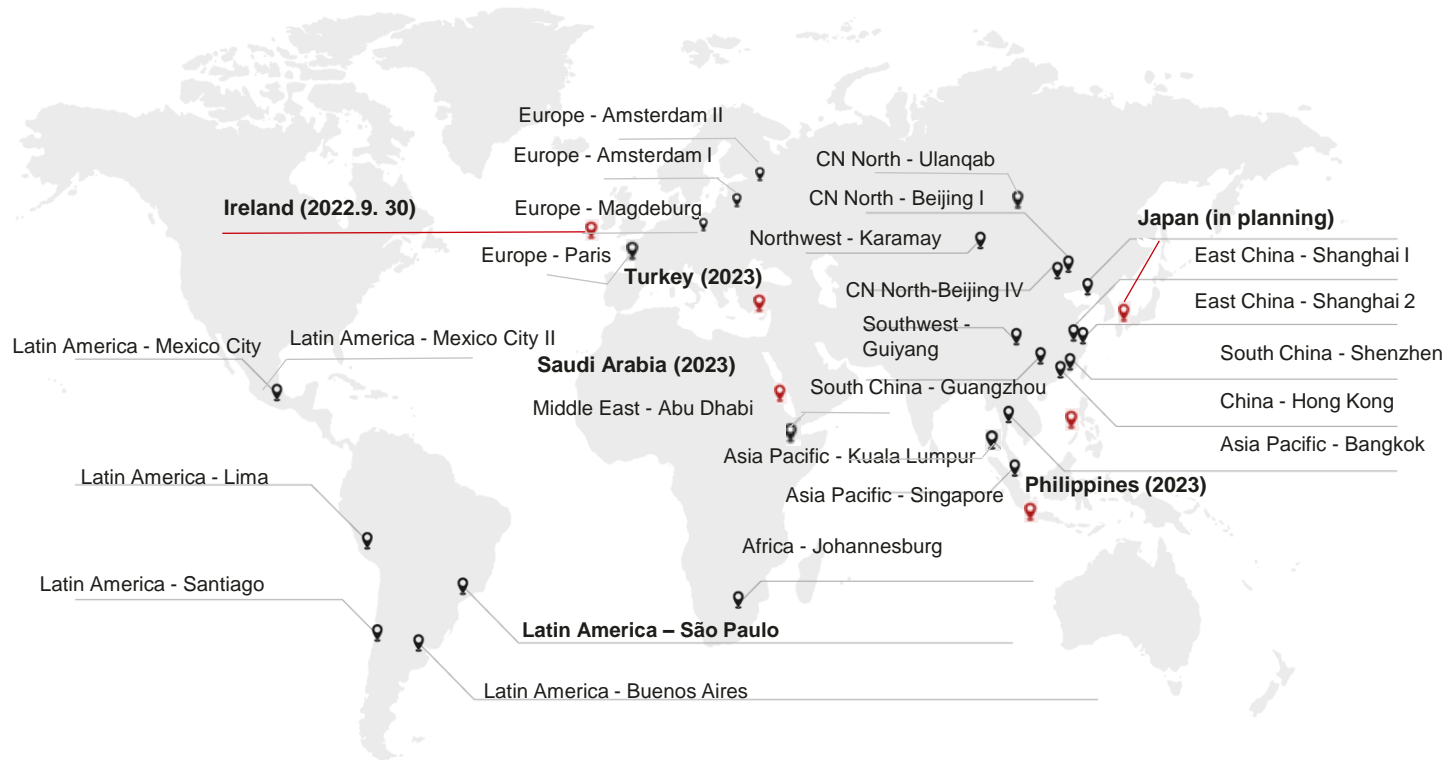 Europe - Amsterdam II
Europe - Amsterdam I
CN North - Ulanqab
CN North - Beijing I
Ireland (2022.9. 30)
Europe - Magdeburg
Japan (in planning)
Northwest - Karamay
Europe - Paris
East China - Shanghai I
Turkey (2023)
CN North-Beijing IV
East China - Shanghai 2
Southwest -
Guiyang
Latin America - Mexico City
Latin America - Mexico City II
South China - Shenzhen
Saudi Arabia (2023)
South China - Guangzhou
Middle East - Abu Dhabi
China - Hong Kong
Asia Pacific - Bangkok
Asia Pacific - Kuala Lumpur
Latin America - Lima
Asia Pacific - Singapore
Philippines (2023)
Africa - Johannesburg
Latin America - Santiago
Latin America – São Paulo
Latin America - Buenos Aires